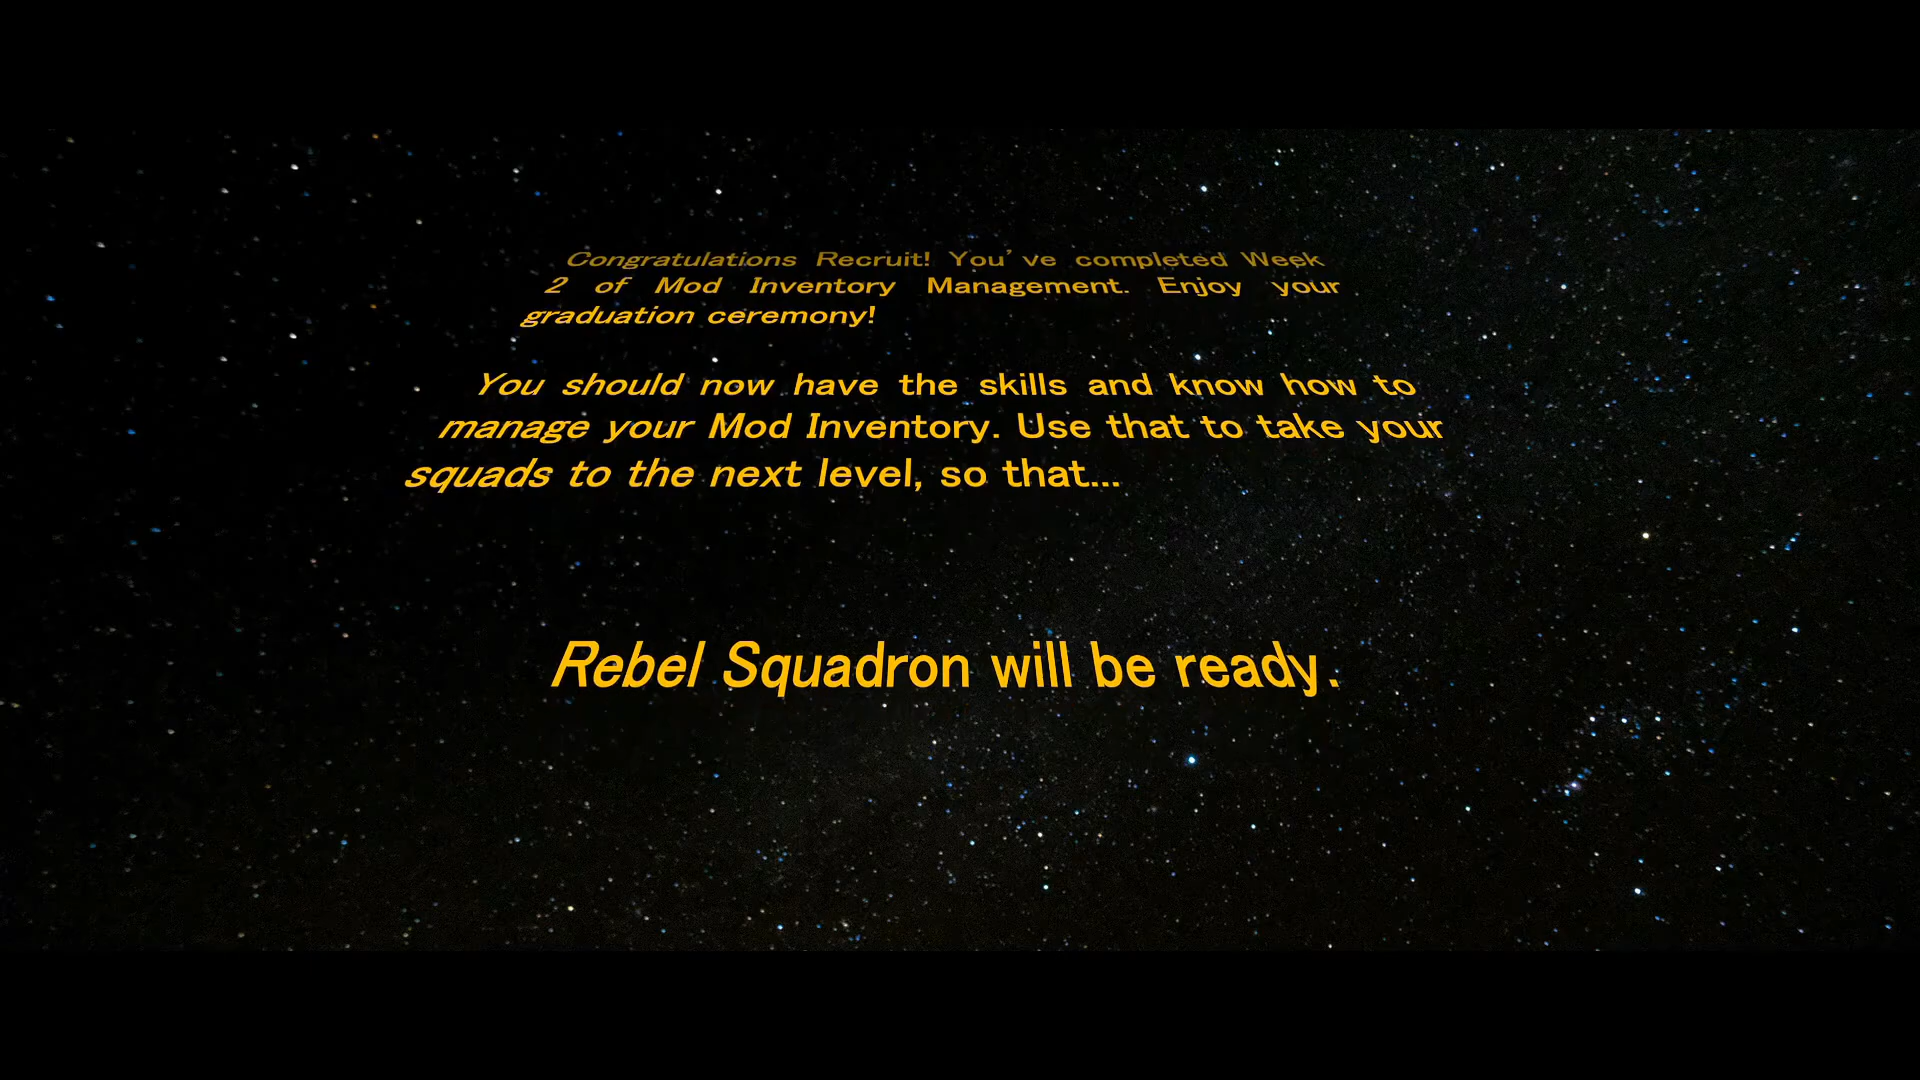 Congratulations Recruit! You've completed Week
2 of Mod Inventory Management. Enjoy your
graduation ceremony!
You should now have the skills and know how to
manage your Mod Inventory. Use that to take your
squads to the next level, so that...
Rebel Squadron will be ready.